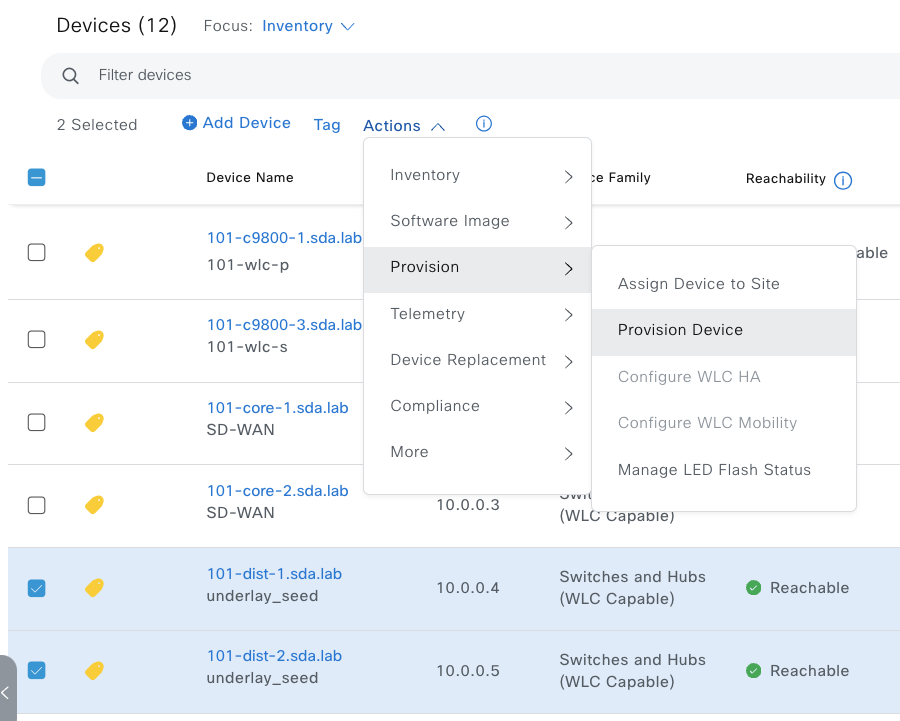 Devices (12) Focus: Inventory
Filter devices
2 Selected Add Device Tag Actions
Device Name ce Family Reachability
Inventory
Software Image
Provision
Telemetry
Device Replacement
Compliance
More
Assign Device to Site
Provision Device
Configure WLC HA
Configure WLC Mobility
Manage LED Flash Status
101-c9800-1.sda.lab able
101-wlc-p
101-c9800-3.sda.lab
101-wlc-s
101-core-1.sda.lab
SD-WAN
101-core-2.sda.lab
SD-WAN 10.0.0.3
(WLC Capable)
101-dist-1.sda.lab
underlay_seed 10.0.0.4
Switches and Hubs
(WLC Capable)
Reachable
101-dist-2.sda.lab
underlay_seed 10.0.0.5
Switches and Hubs
(WLC Capable)
Reachable